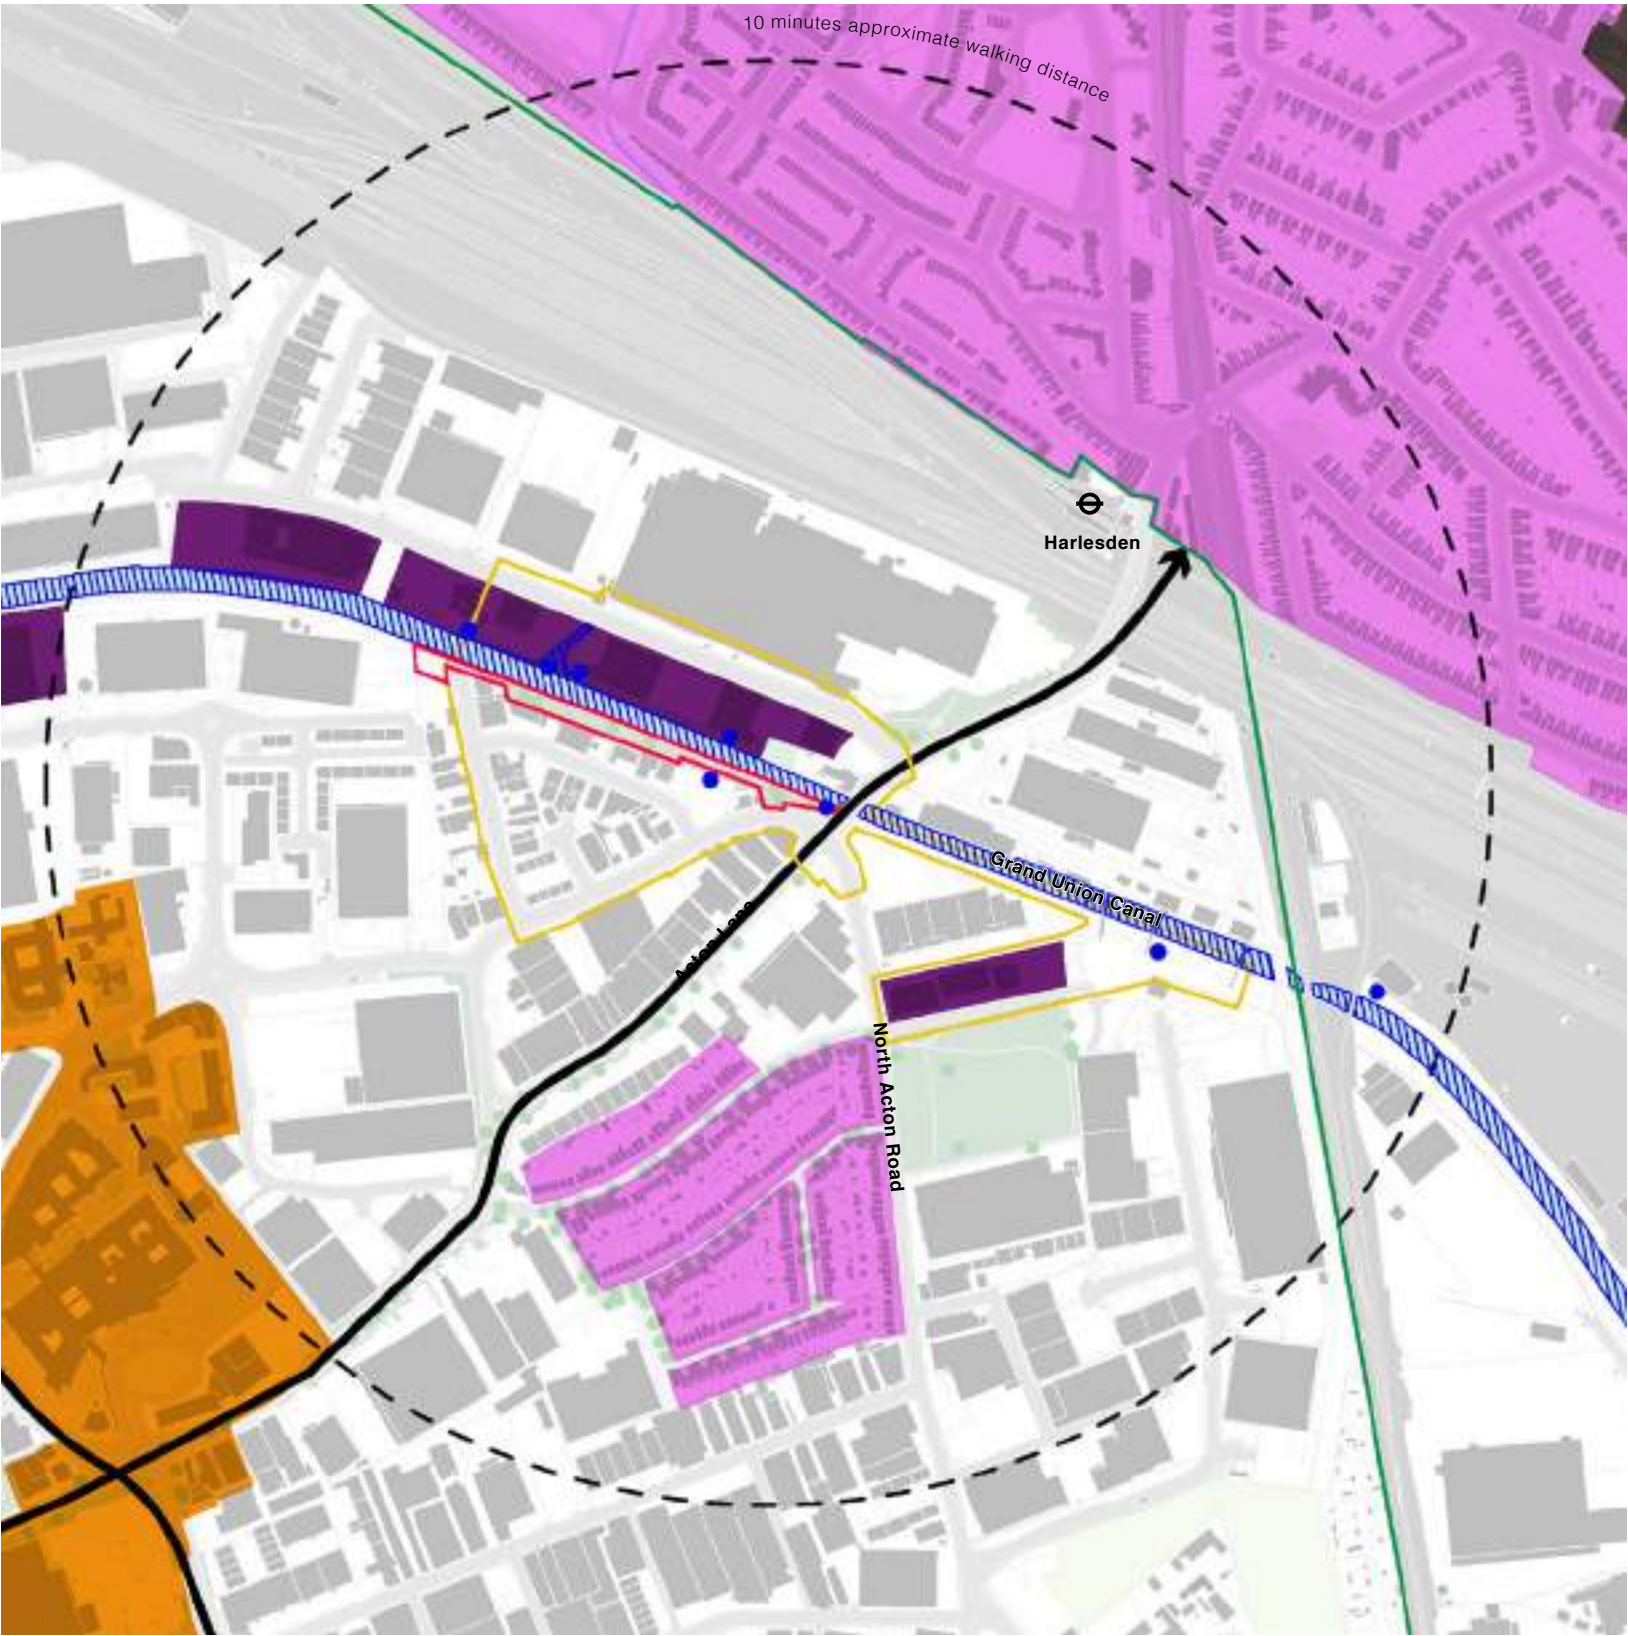 10 minutes approximate walking distance
Harlesden
Grand Union Canal
Acton Lane
North Acton Road